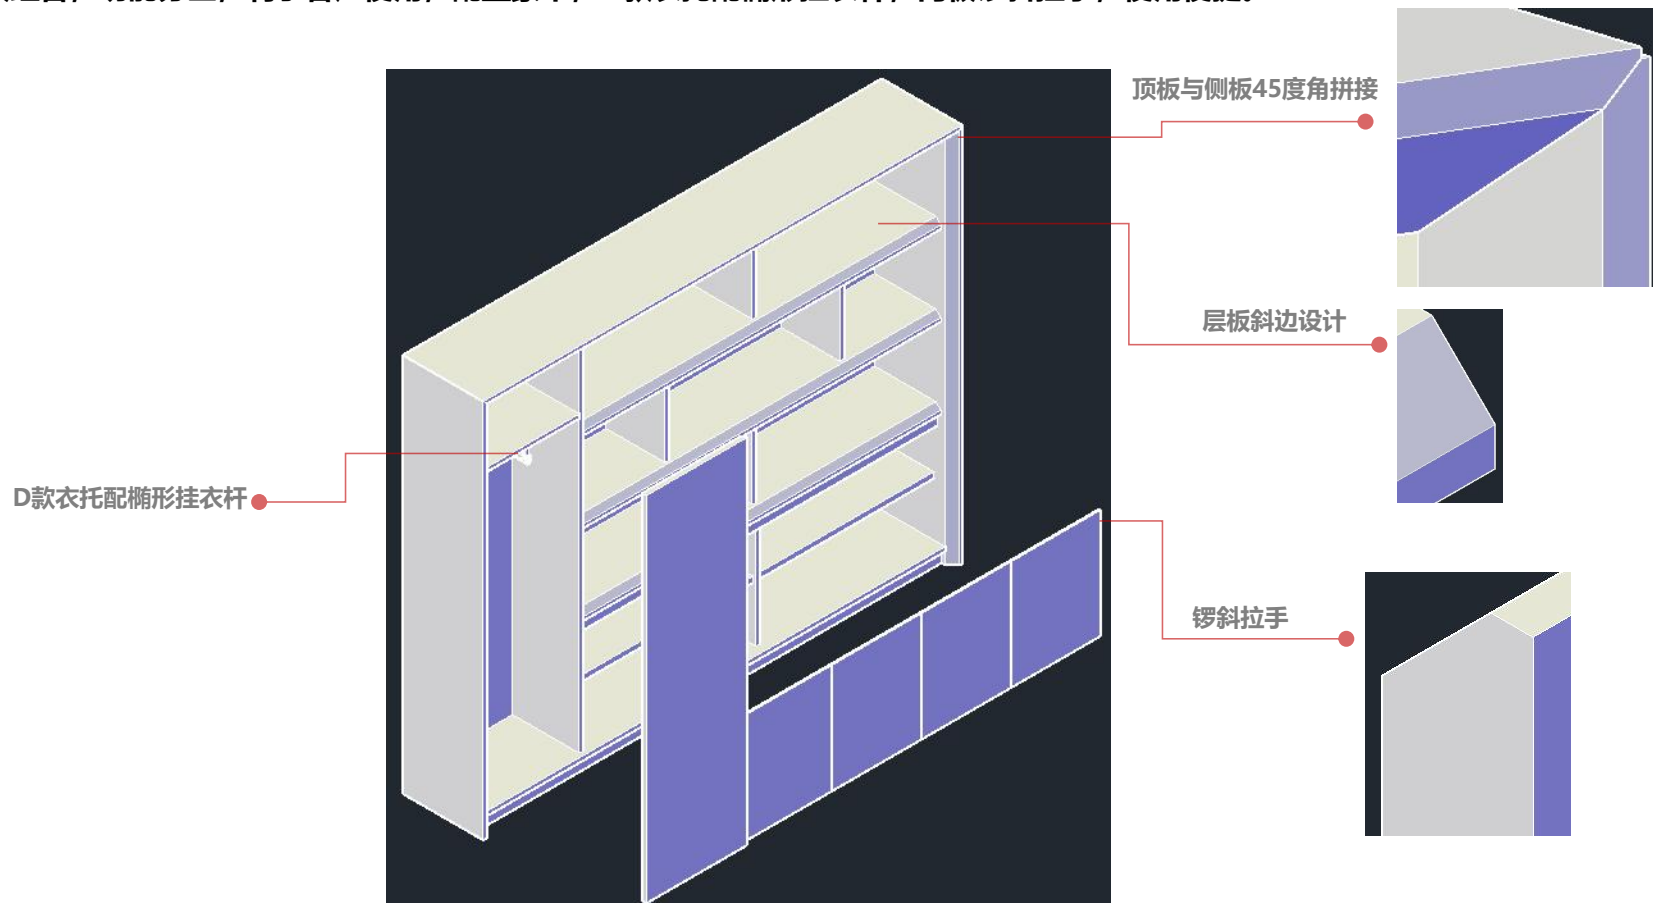 顶板与侧板45度角拼接
层板斜边设计
D款衣托配椭形挂衣杆
锣斜拉手